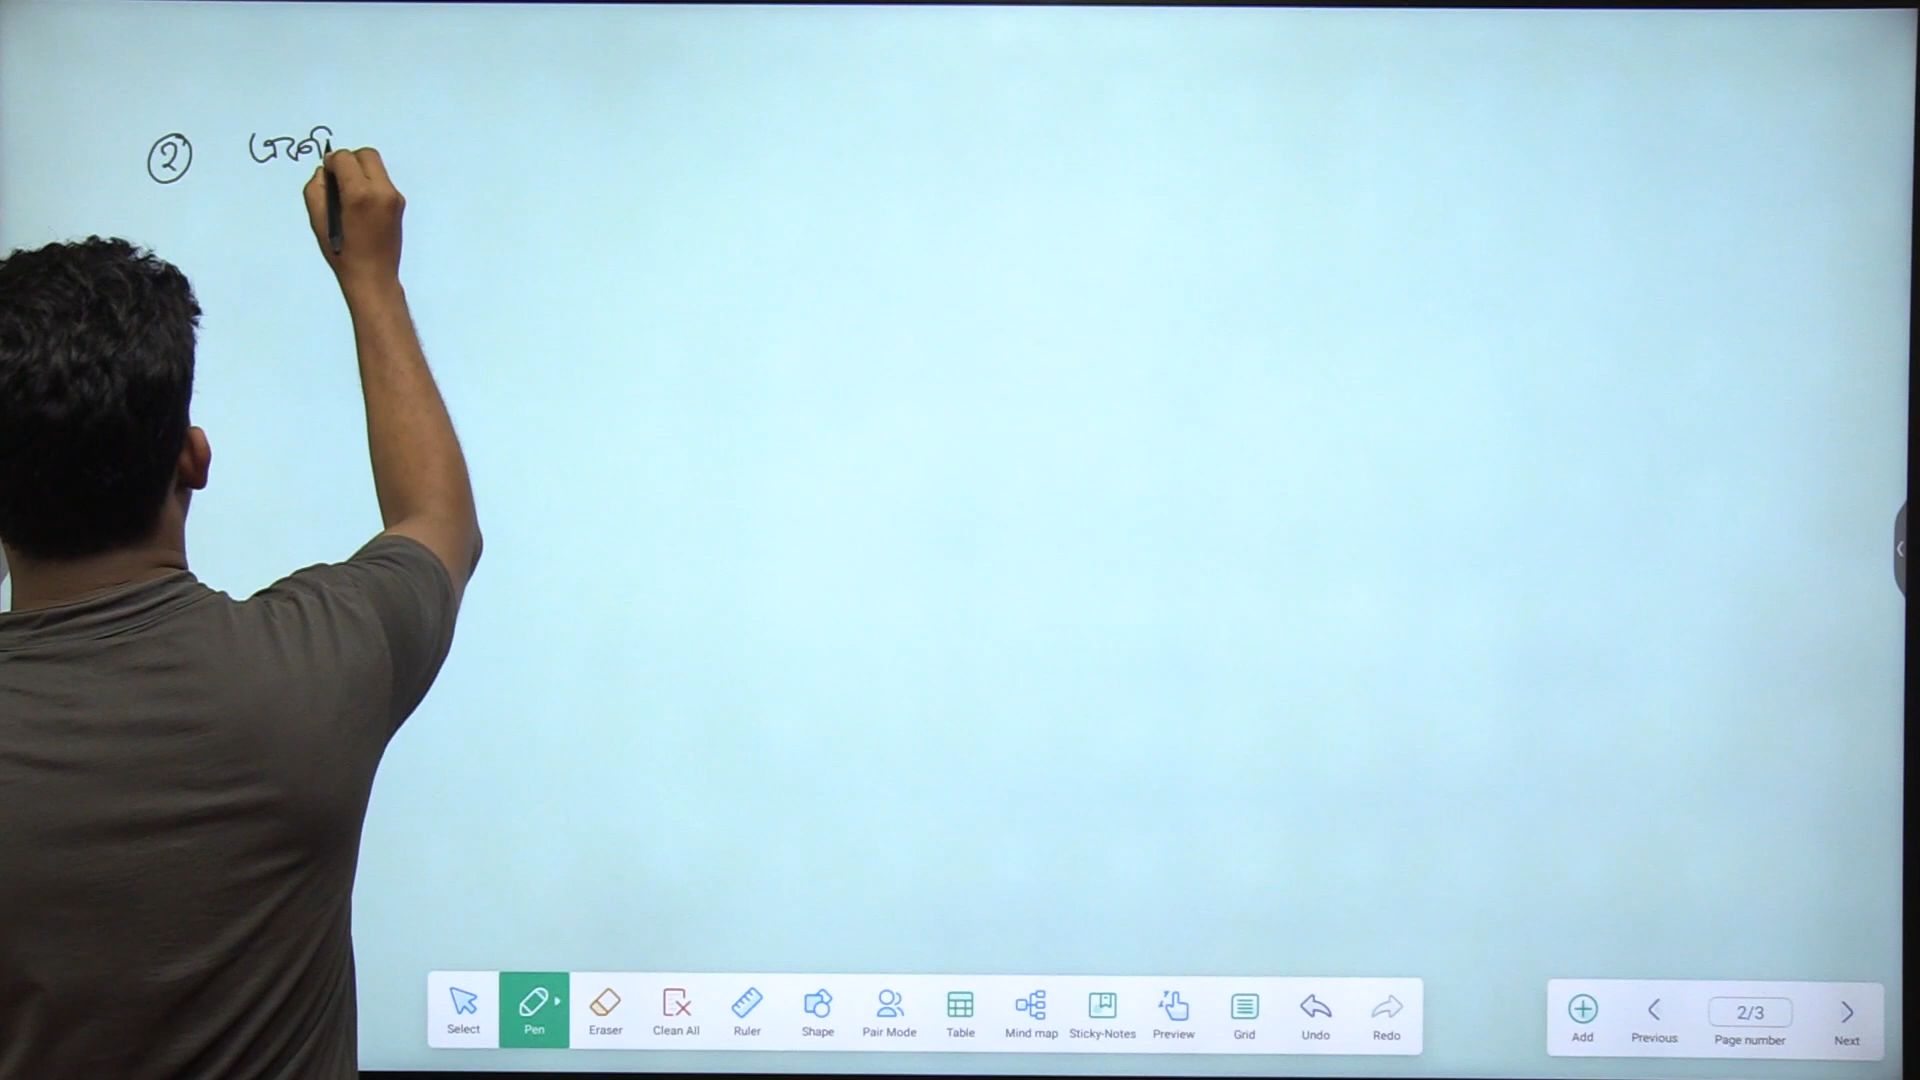 ২ একটি
Select Pen Eraser Clean All Ruler Shape Pair Mode Table Mind map Sticky-Notes Preview Grid Undo Redo
Add Previous 2/3 Page number Next